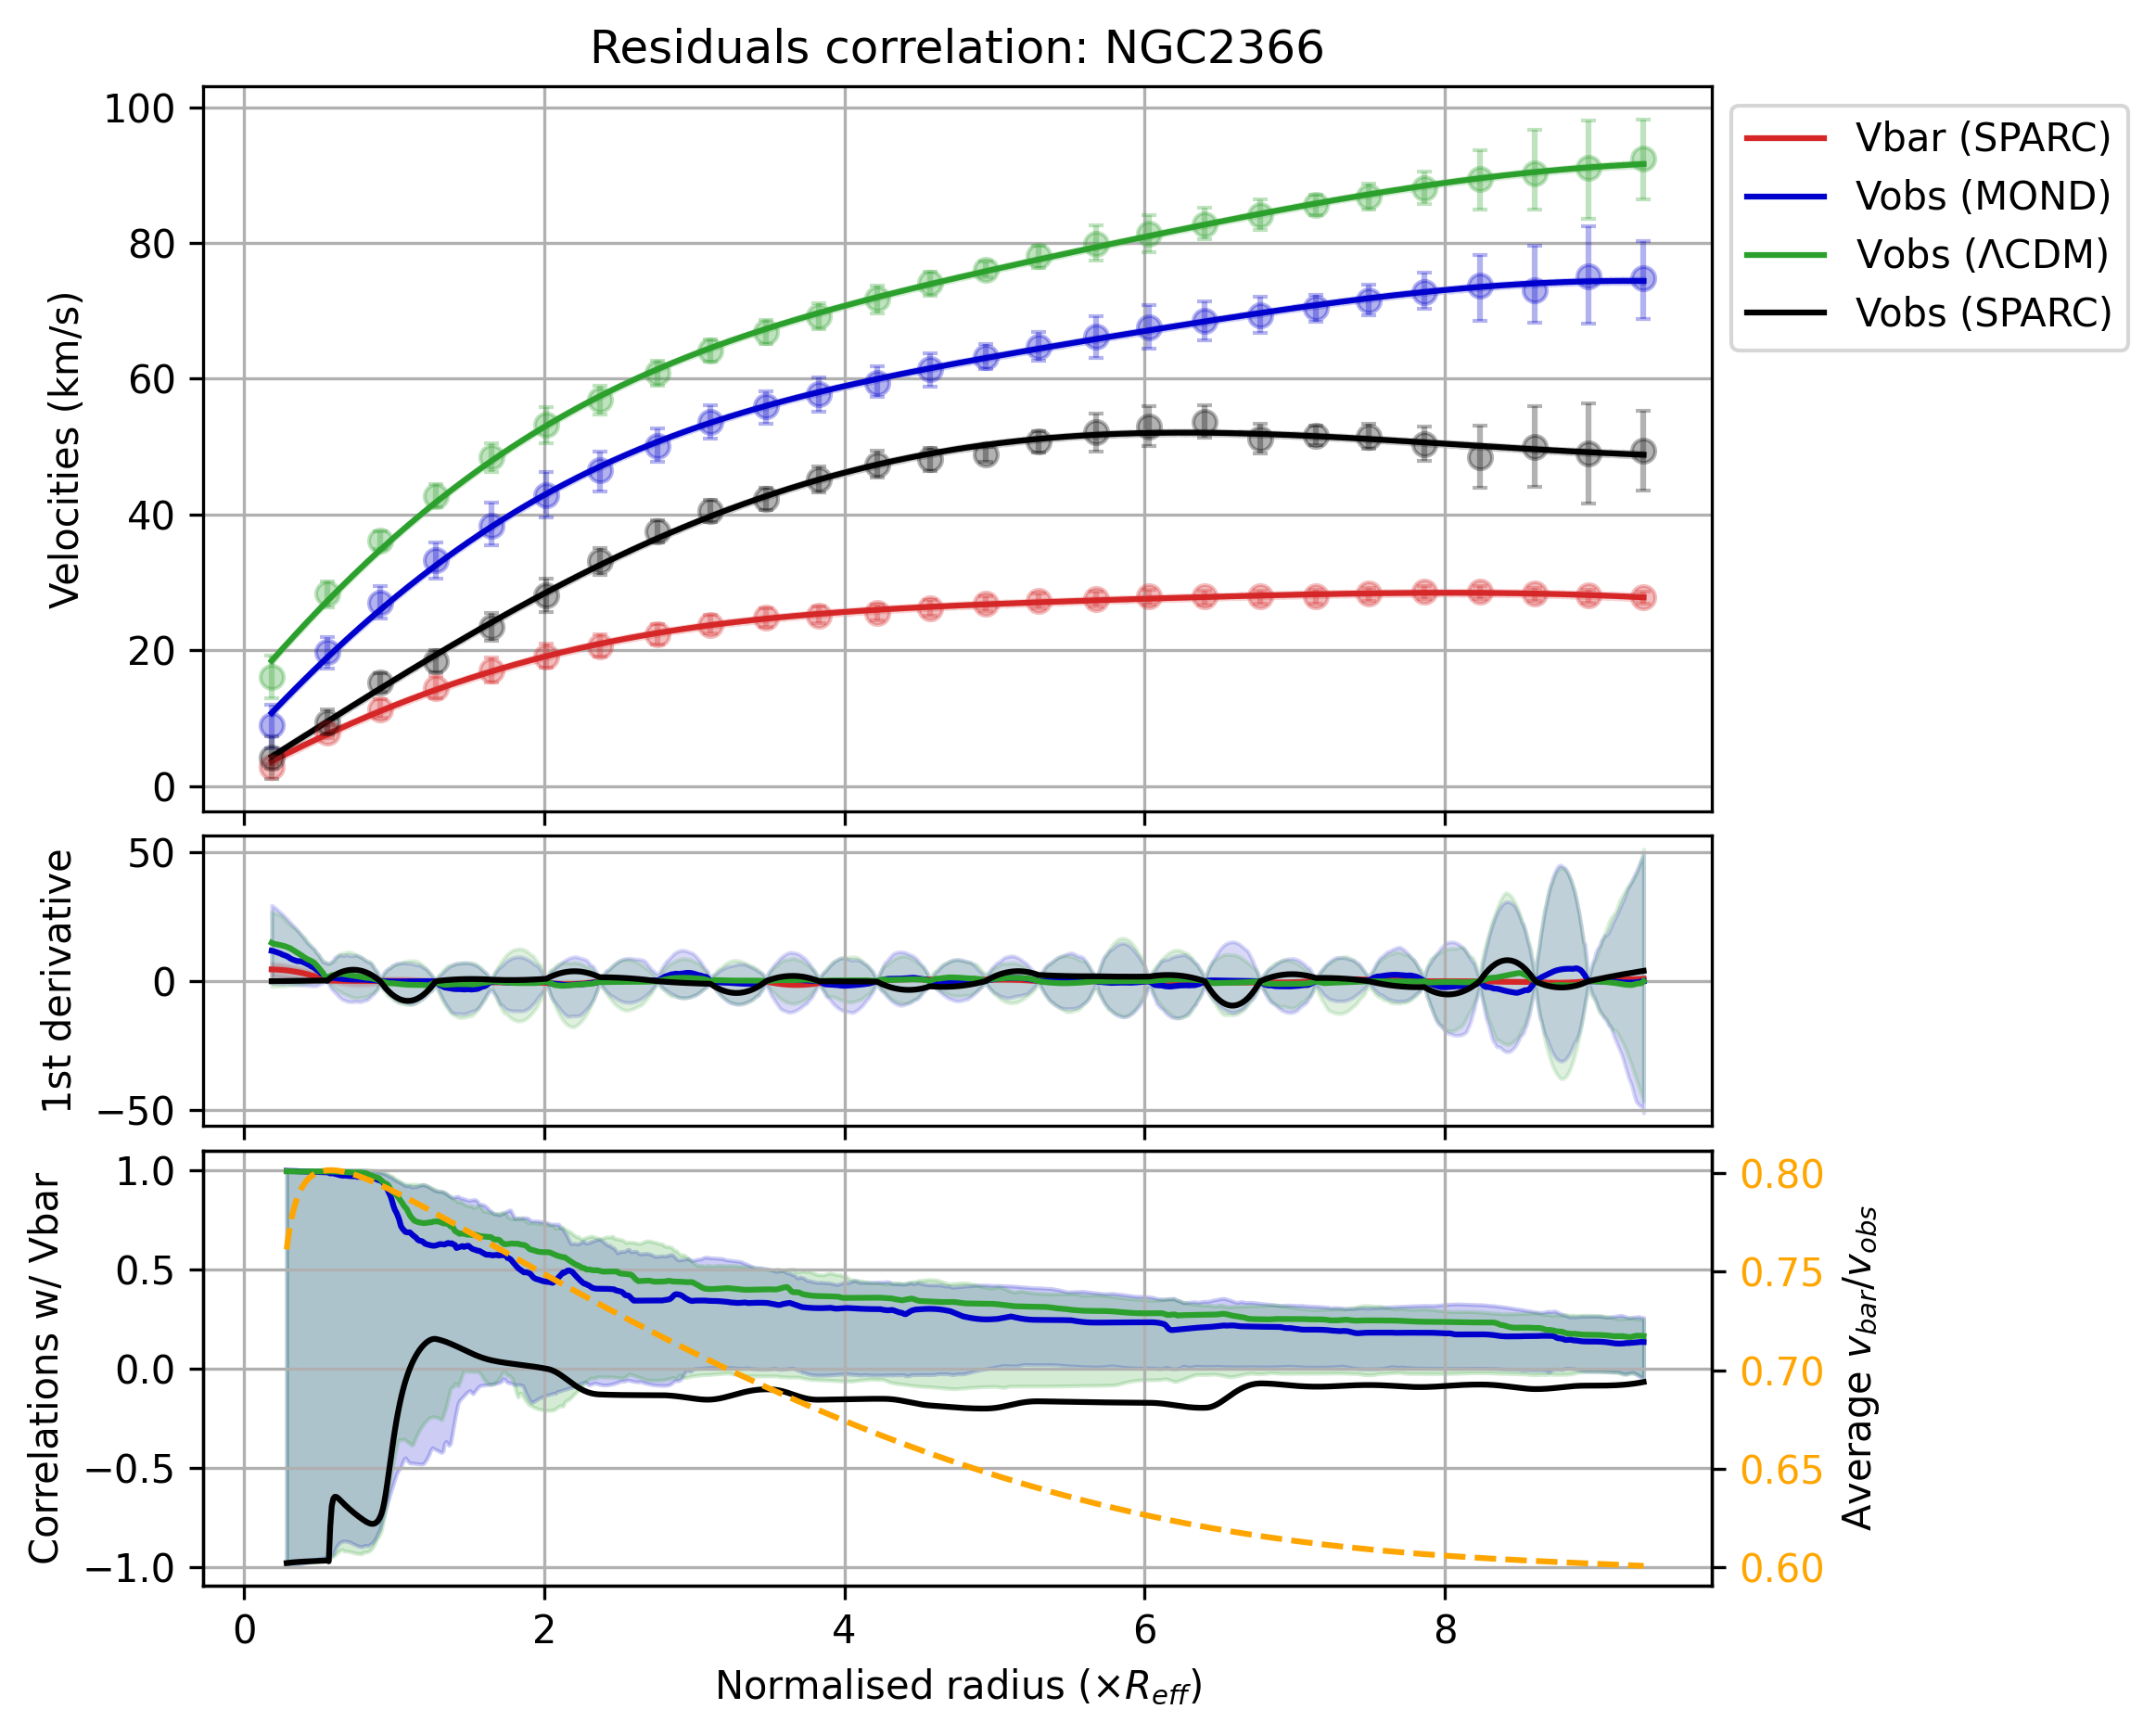 Residuals correlation: NGC2366
Velocities (km/s)
100
80
60
40
20
0
Vbar (SPARC)
Vobs (MOND)
Vobs (ΛCDM)
Vobs (SPARC)
1st derivative
50
0
−50
Correlations w/ Vbar
1.0
0.5
0.0
−0.5
−1.0
0.80
0.75
0.70
0.65
0.60
Average v_bar/v_obs
0 2 4 6 8
Normalised radius (×R_eff)